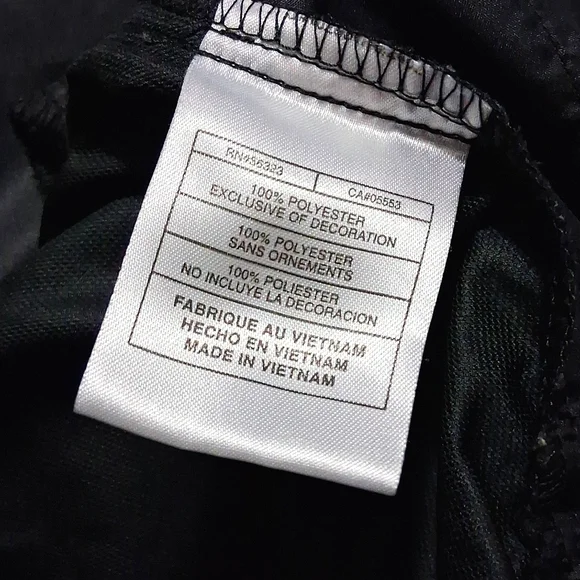 RN#56323
CA#05553
100% POLYESTER
EXCLUSIVE OF DECORATION
100% POLYESTER
SANS ORNEMENTS
100% POLIESTER
NO INCLUYE LA DECORACION
FABRIQUE AU VIETNAM
HECHO EN VIETNAM
MADE IN VIETNAM